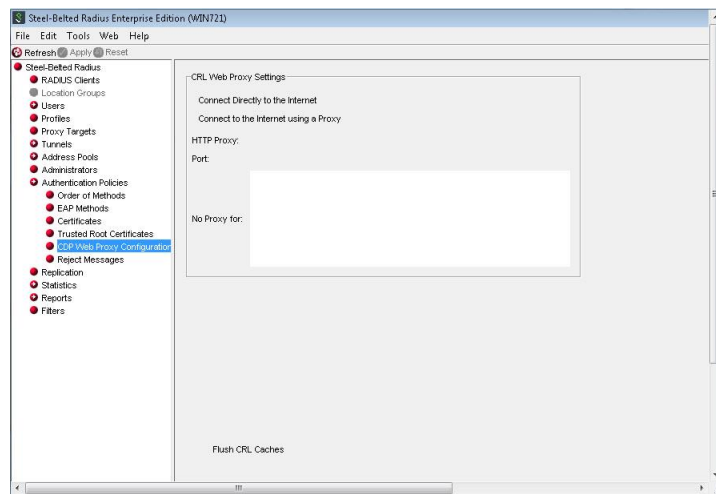 Steel-Belted Radius Enterprise Edition (WIN721)
File Edit Tools Web Help
Refresh Apply Reset
Steel-Belted Radius
RADIUS Clients
Location Groups
Users
Profiles
Proxy Targets
Tunnels
Address Pools
Administrators
Authentication Policies
Order of Methods
EAP Methods
Certificates
Trusted Root Certificates
CDP Web Proxy Configuration
Reject Messages
Replication
Statistics
Reports
Filters
CRL Web Proxy Settings
Connect Directly to the Internet
Connect to the Internet using a Proxy
HTTP Proxy:
Port:
No Proxy for:
Flush CRL Caches